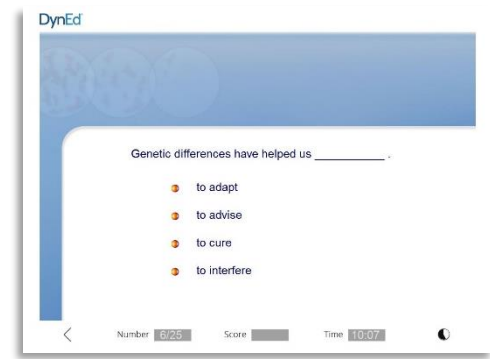 DynEd
Genetic differences have helped us __________ .
to adapt
to advise
to cure
to interfere
Number 6/25 Score Time 10:07